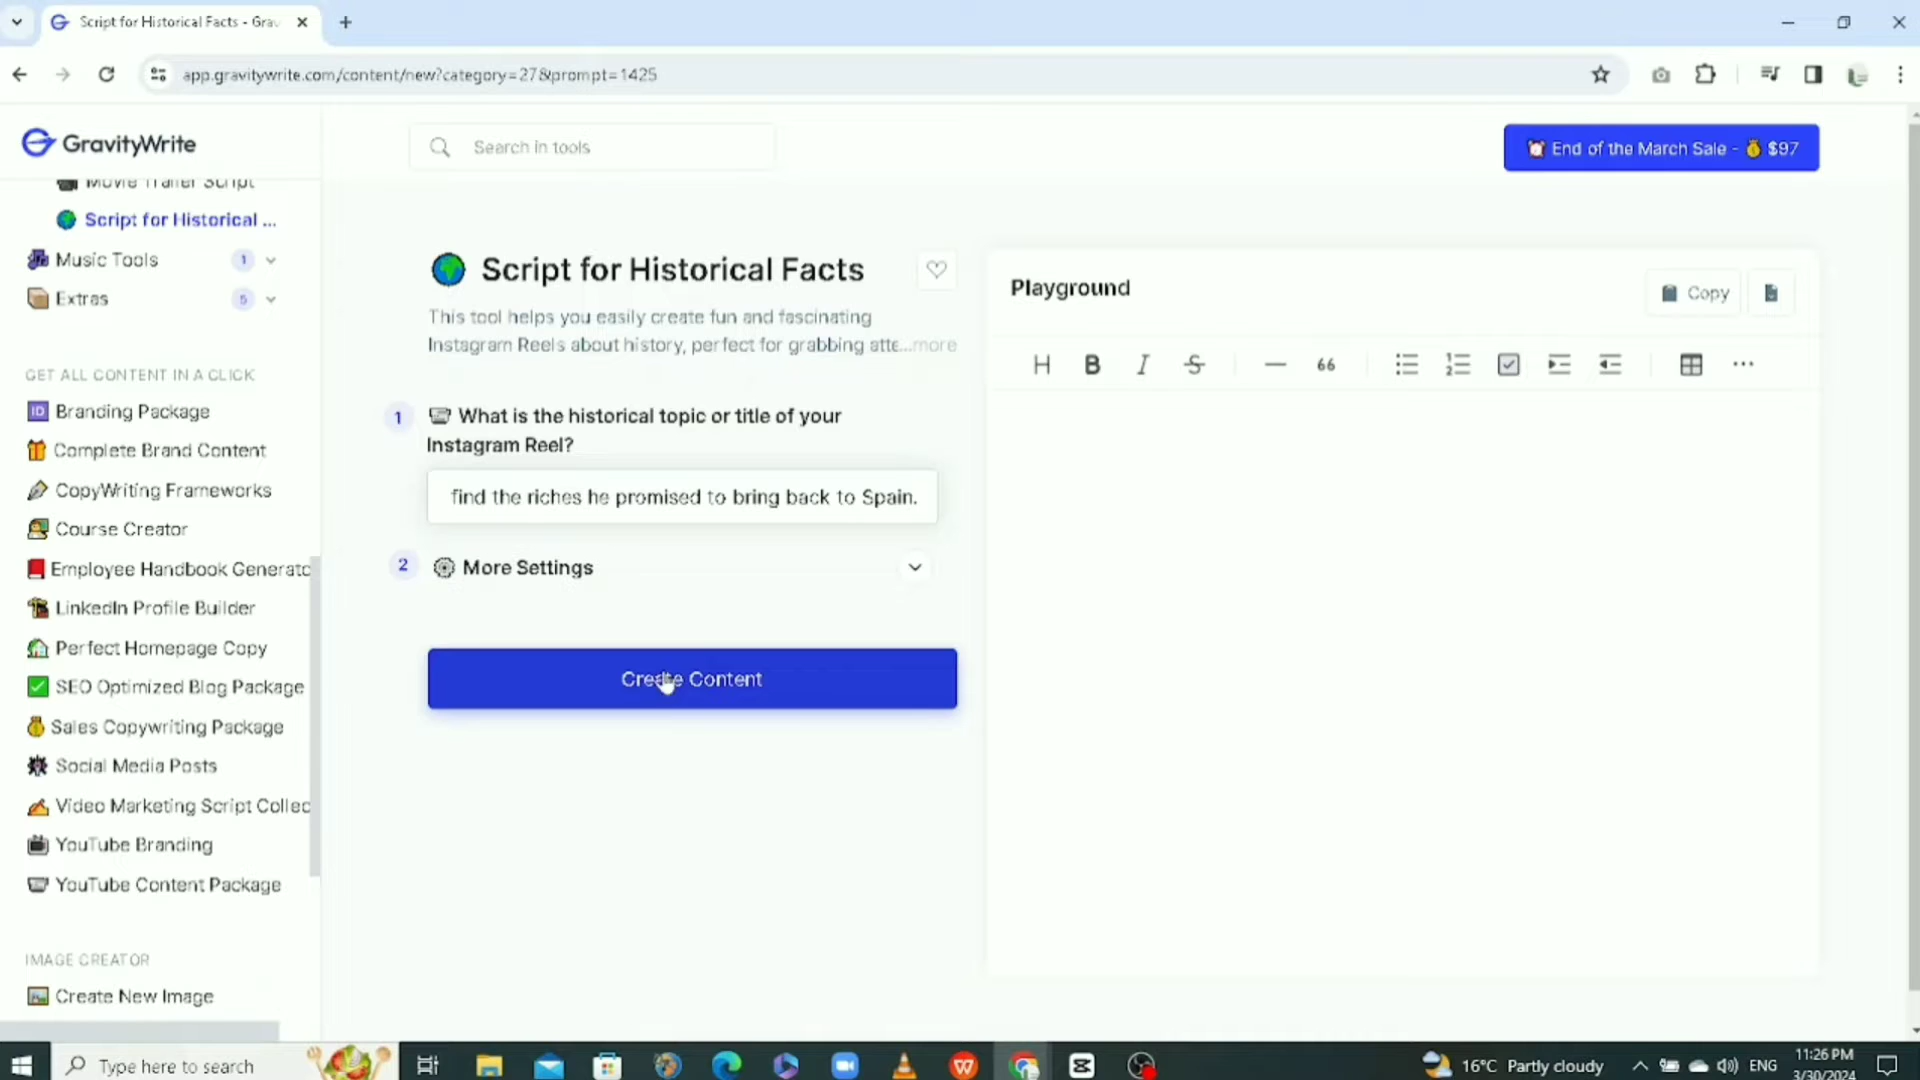 Script for Historical Facts - Grav
app.gravitywrite.com/content/new?category=27&prompt=1425
GravityWrite
Search in tools
End of the March Sale - $97
Movie Trailer Script
Script for Historical ...
Music Tools 1
Extras 5
GET ALL CONTENT IN A CLICK
Branding Package
Complete Brand Content
CopyWriting Frameworks
Course Creator
Employee Handbook Generato
LinkedIn Profile Builder
Perfect Homepage Copy
SEO Optimized Blog Package
Sales Copywriting Package
Social Media Posts
Video Marketing Script Collec
YouTube Branding
YouTube Content Package
IMAGE CREATOR
Create New Image
Script for Historical Facts
This tool helps you easily create fun and fascinating
Instagram Reels about history, perfect for grabbing atte...more
1 What is the historical topic or title of your
Instagram Reel?
find the riches he promised to bring back to Spain.
2 More Settings
Create Content
Playground
Copy
H B I S 66
Type here to search
16°C Partly cloudy
ENG
11:26 PM
3/30/2024